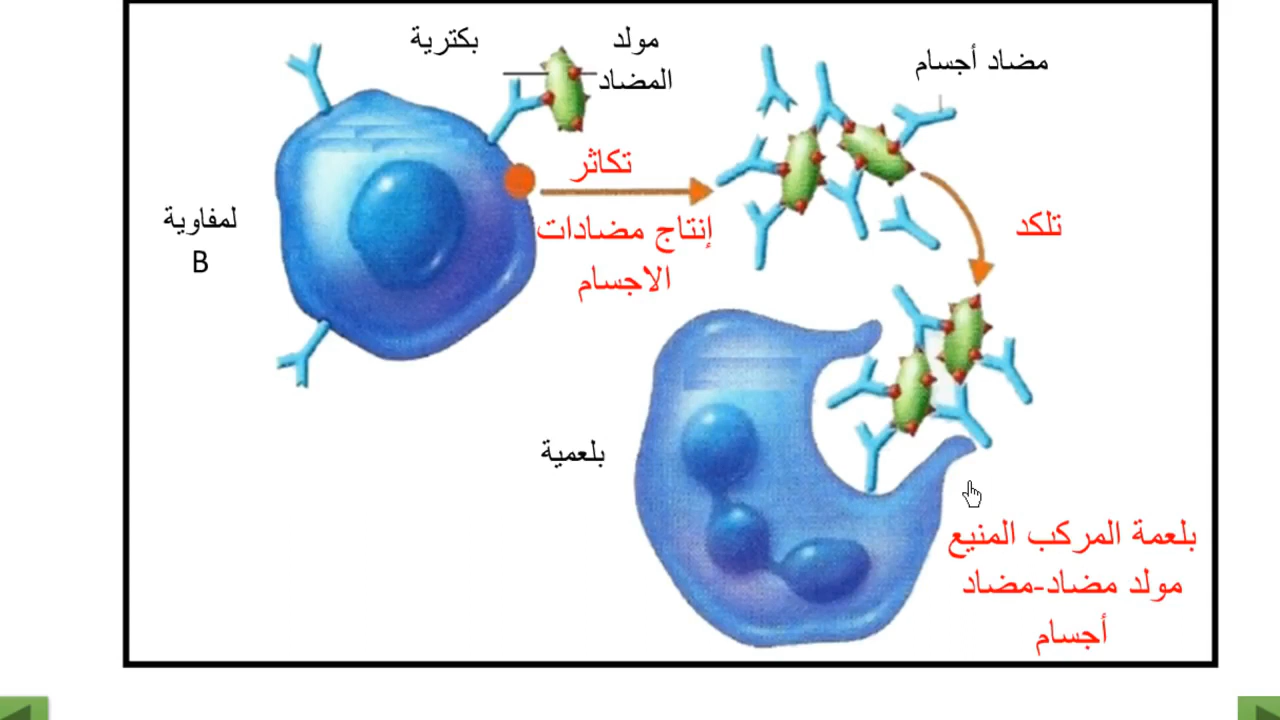 مولد
المضاد
بكترية
مضاد أجسام
تكاثر
إنتاج مضادات
الاجسام
تلكد
لمفاوية
B
بلعمية
بلعمة المركب المنيع
مولد مضاد-مضاد
أجسام